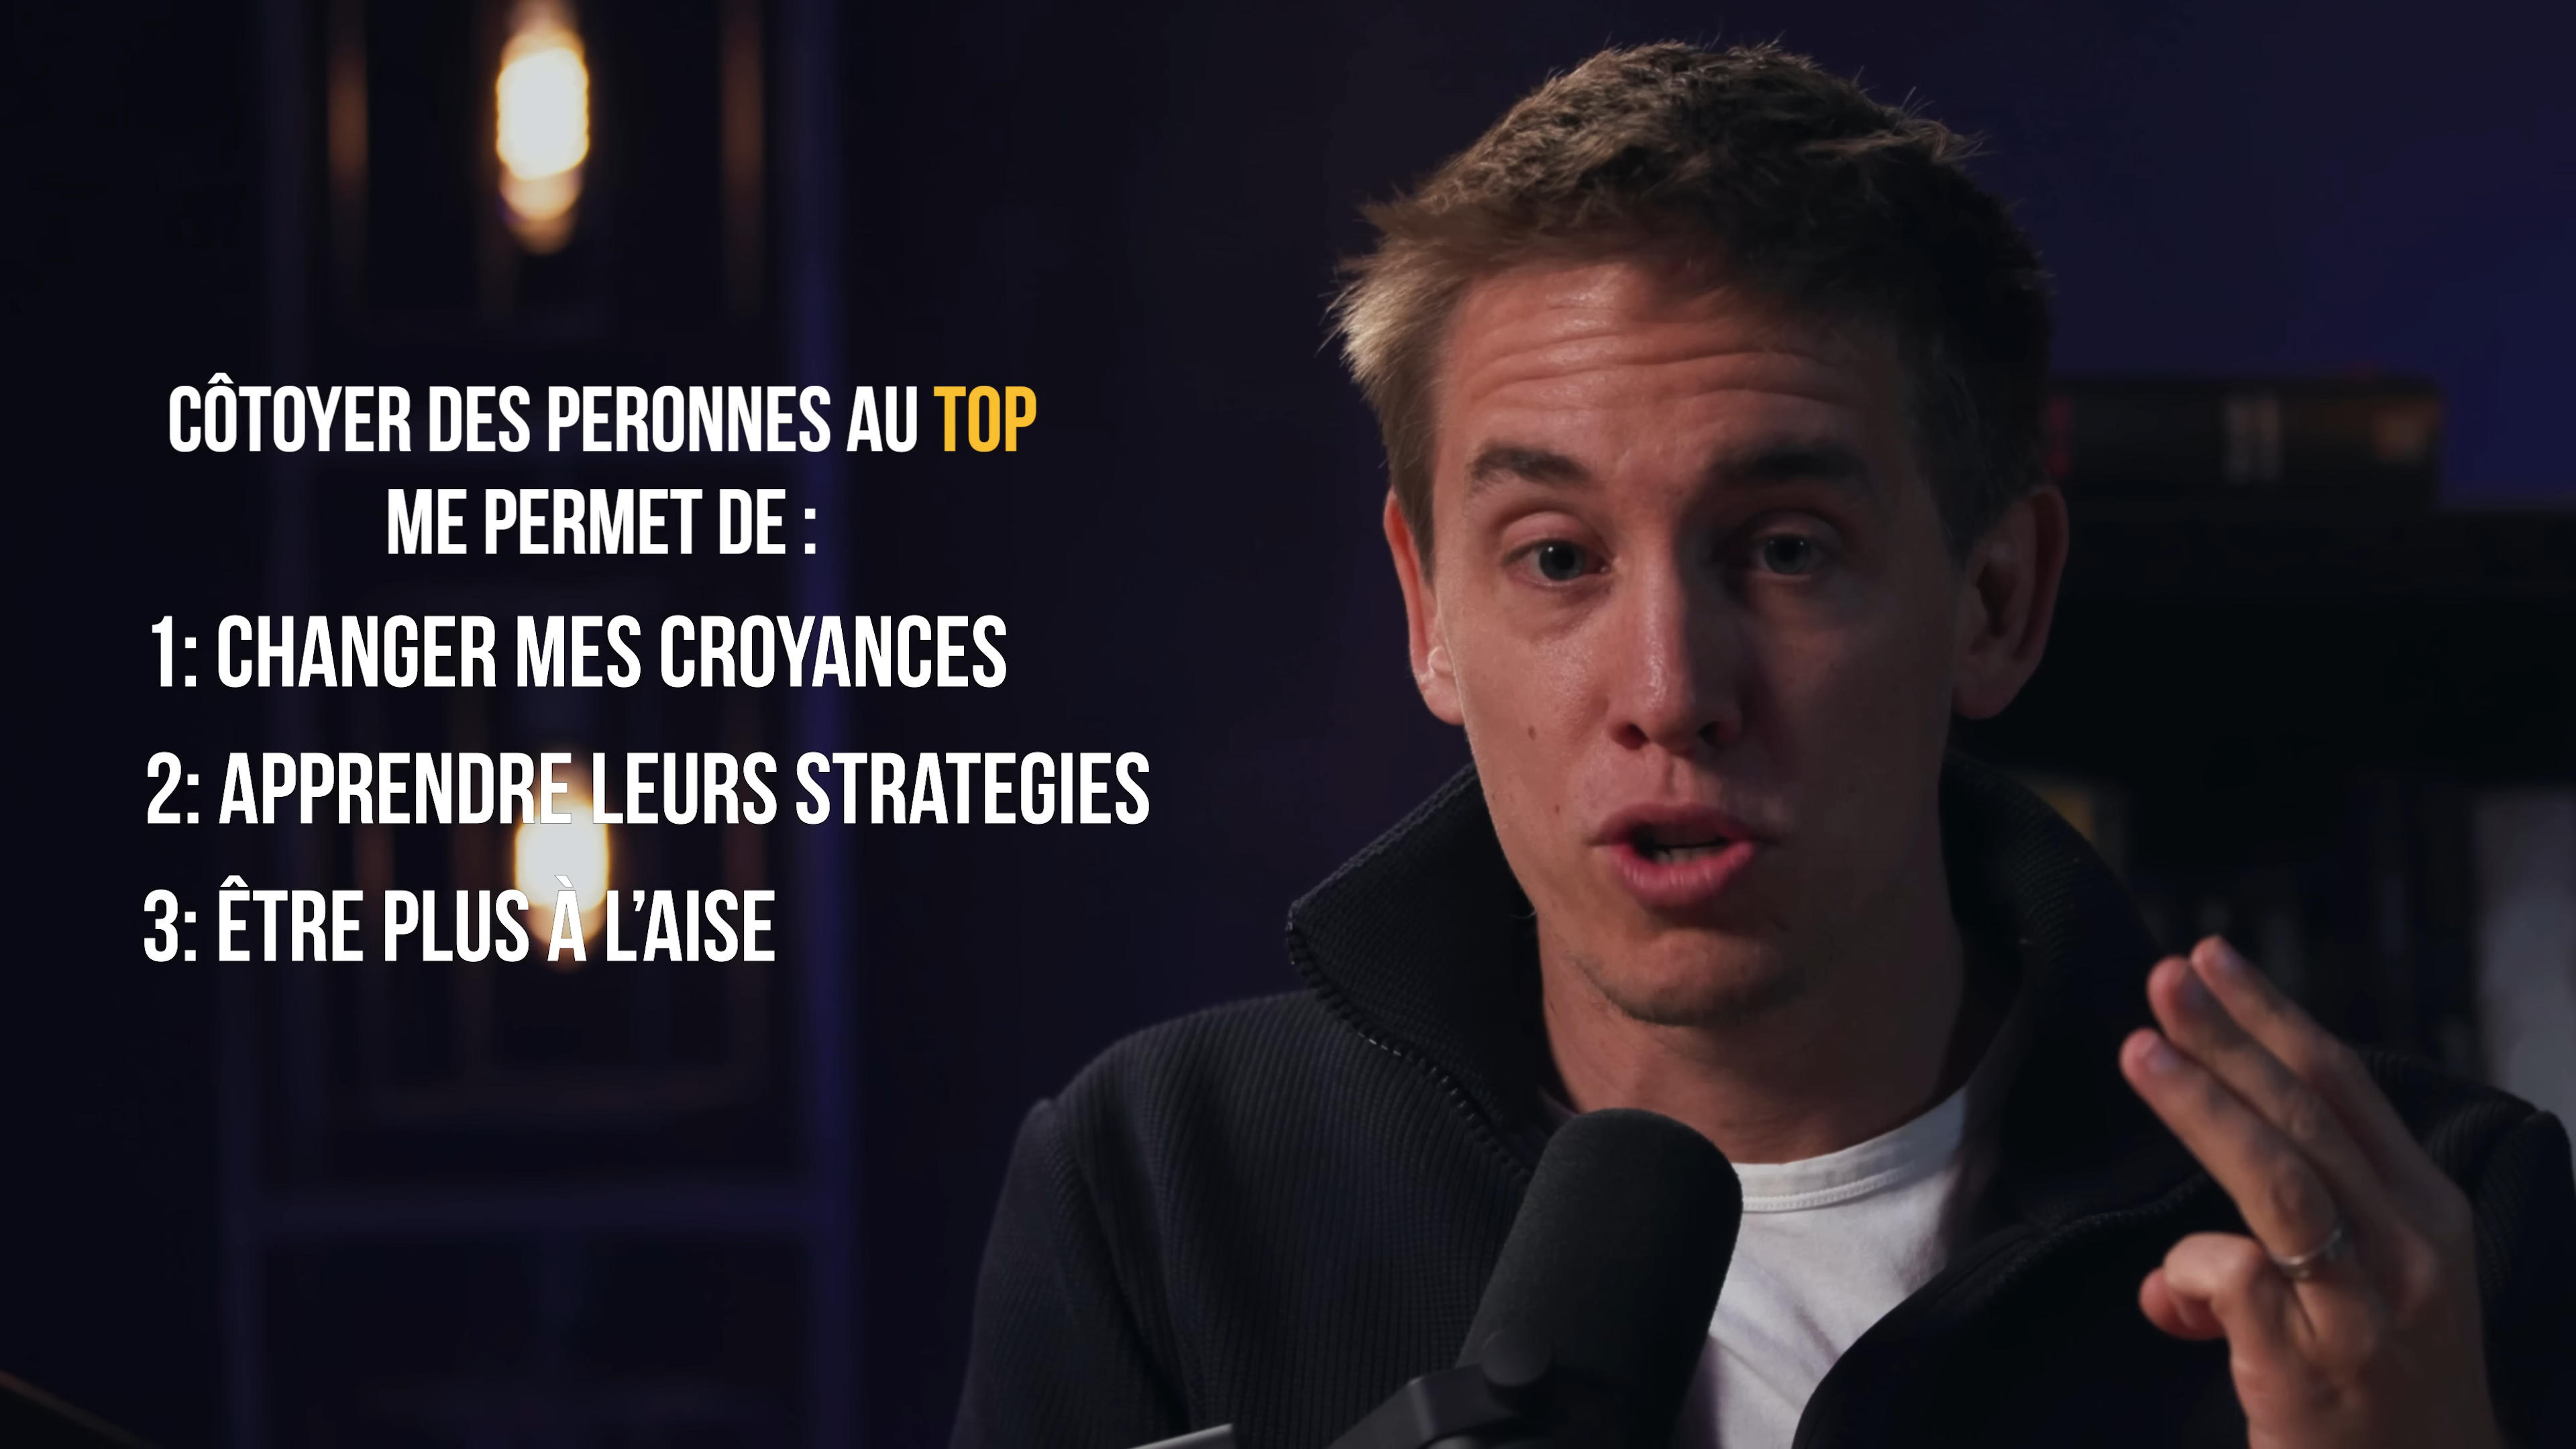 CÔTOYER DES PERONNES AU TOP
ME PERMET DE :
1: CHANGER MES CROYANCES
2: APPRENDRE LEURS STRATEGIES
3: ÊTRE PLUS À L'AISE